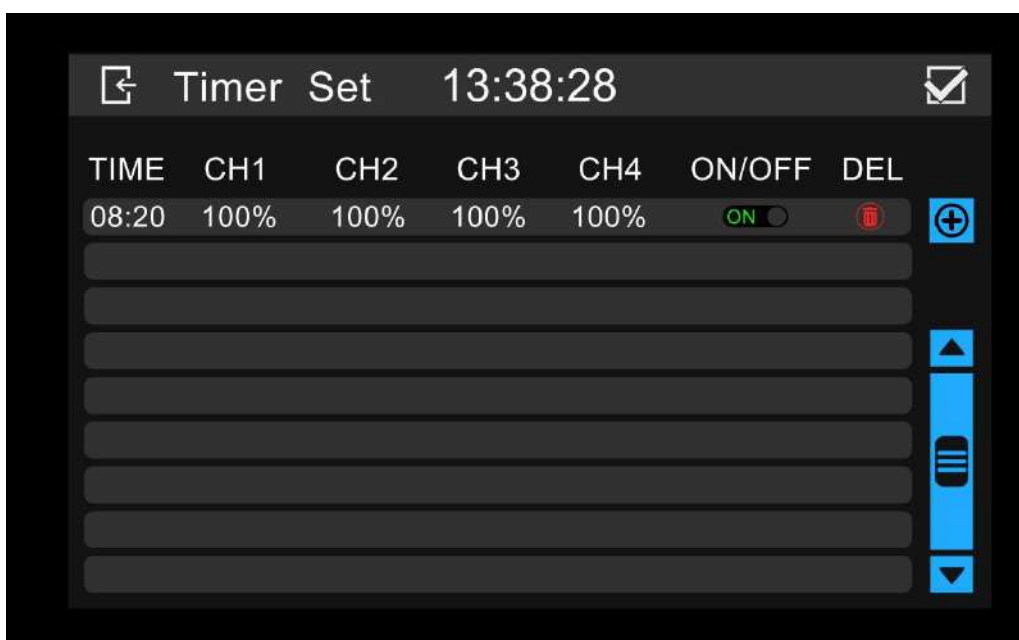 Timer Set 13:38:28
TIME CH1 CH2 CH3 CH4 ON/OFF DEL
08:20 100% 100% 100% 100% ON